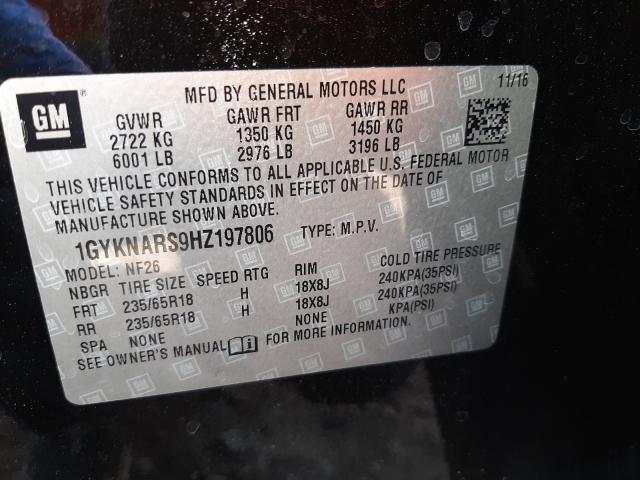 GM ®
MFD BY GENERAL MOTORS LLC 11/16
GVWR GAWR FRT GAWR RR
2722 KG 1350 KG 1450 KG
6001 LB 2976 LB 3196 LB
THIS VEHICLE CONFORMS TO ALL APPLICABLE U.S. FEDERAL MOTOR
VEHICLE SAFETY STANDARDS IN EFFECT ON THE DATE OF
MANUFACTURE SHOWN ABOVE.
1GYKNARS9HZ197806 TYPE: M.P.V.
MODEL: NF26
NBGR TIRE SIZE SPEED RTG RIM COLD TIRE PRESSURE
FRT 235/65R18 H 18X8J 240KPA(35PSI)
RR 235/65R18 H 18X8J 240KPA(35PSI)
SPA NONE NONE KPA(PSI)
SEE OWNER'S MANUAL i FOR MORE INFORMATION.